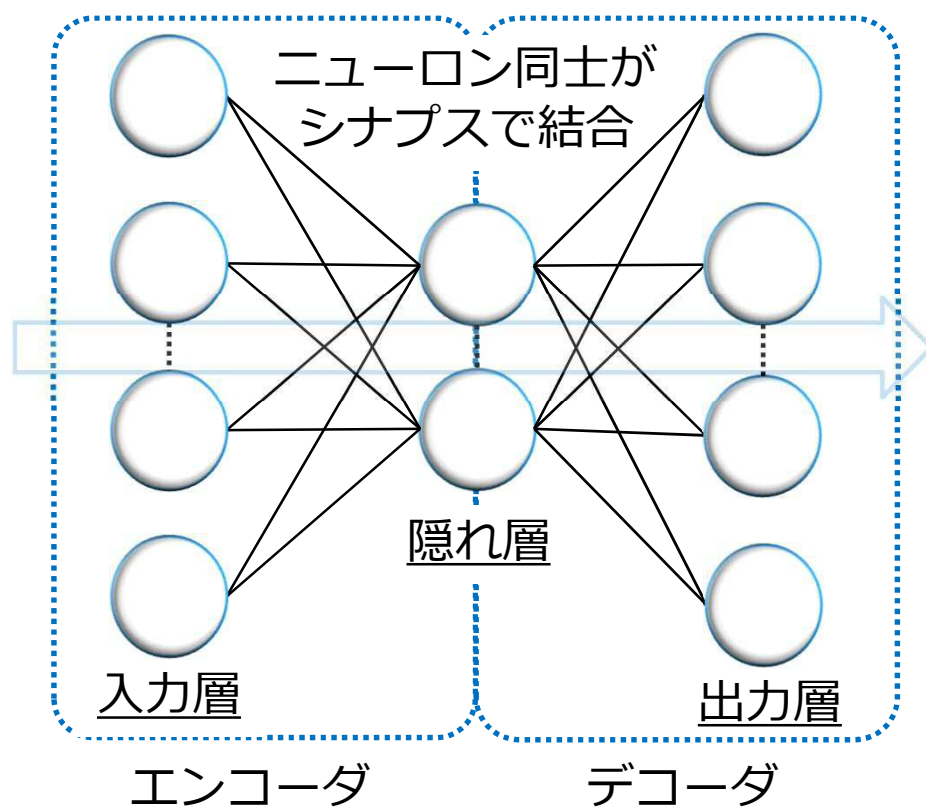 ニューロン同士が
シナプスで結合
隠れ層
入力層
出力層
エンコーダ
デコーダ